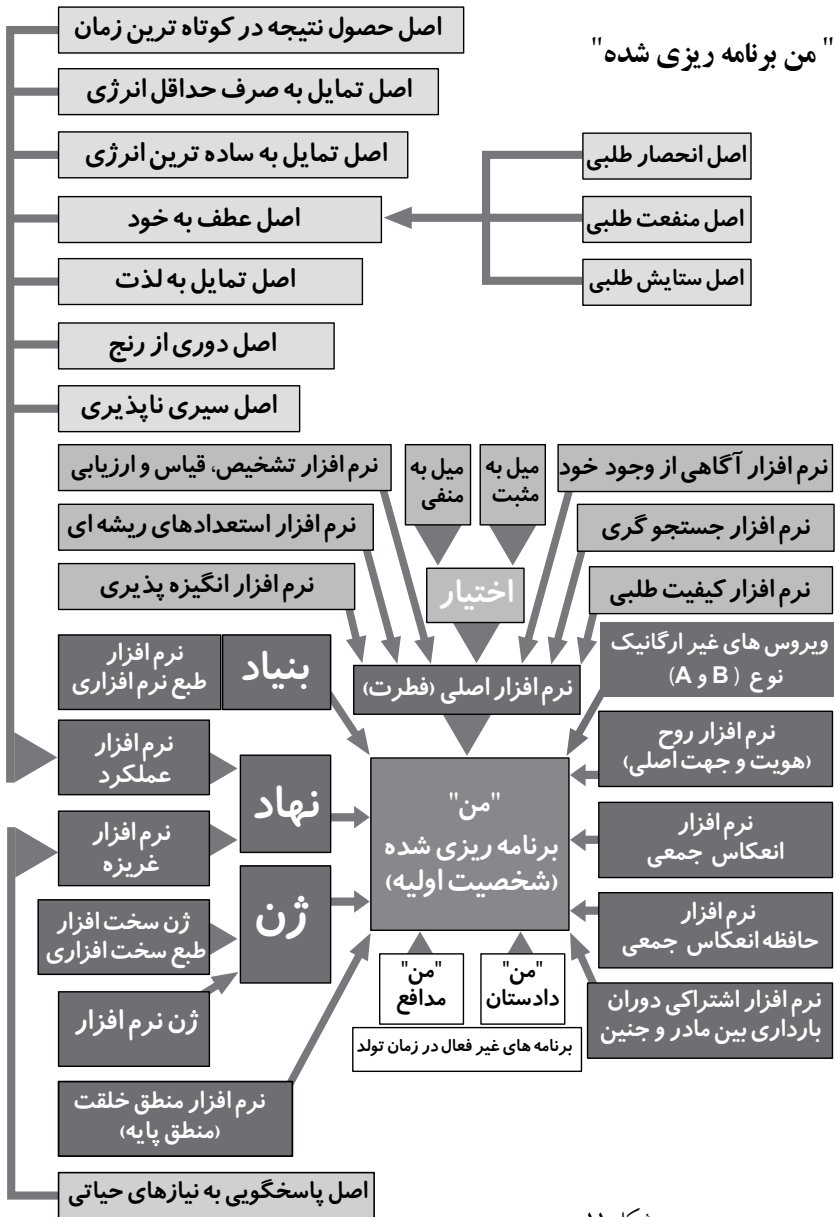 "من برنامه ریزی شده"
اصل حصول نتیجه در کوتاه ترین زمان
اصل تمایل به صرف حداقل انرژی
اصل تمایل به ساده ترین انرژی
اصل عطف به خود
اصل تمایل به لذت
اصل دوری از رنج
اصل سیری ناپذیری
اصل انحصار طلبی
اصل منفعت طلبی
اصل ستایش طلبی
نرم افزار آگاهی از وجود خود
نرم افزار جستجو گری
نرم افزار کیفیت طلبی
میل به
مثبت
میل به
منفی
اختیار
نرم افزار تشخیص، قیاس و ارزیابی
نرم افزار استعدادهای ریشه ای
نرم افزار انگیزه پذیری
نرم افزار اصلی (فطرت)
ویروس های غیر ارگانیک
نوع (A و B)
نرم افزار روح
(هویت و جهت اصلی)
نرم افزار
انعکاس جمعی
نرم افزار
حافظه انعکاس جمعی
نرم افزار اشتراکی دوران
بارداری بین مادر و جنین
"من"
برنامه ریزی شده
(شخصیت اولیه)
"من"
دادستان
"من"
مدافع
برنامه های غیر فعال در زمان تولد
بنیاد
نرم افزار
طبع نرم افزاری
نهاد
نرم افزار
عملکرد
نرم افزار
غریزه
ژن
ژن سخت افزار
طبع سخت افزاری
ژن نرم افزار
نرم افزار منطق خلقت
(منطق پایه)
اصل پاسخگویی به نیازهای حیاتی